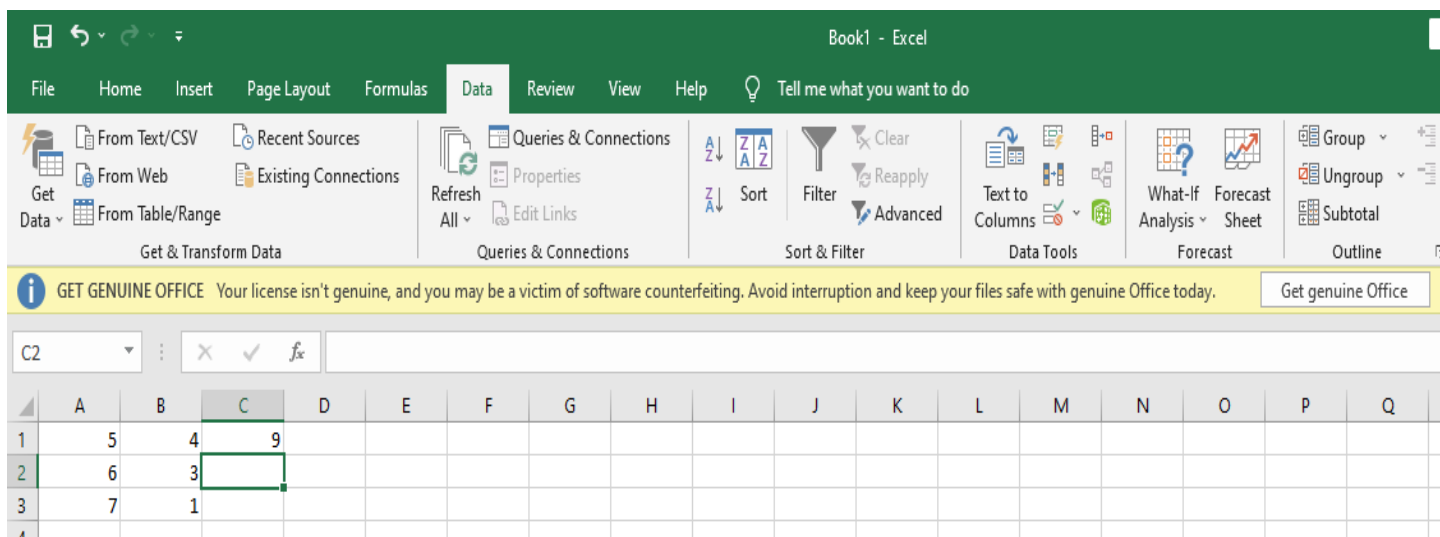 Book1 - Excel
File Home Insert Page Layout Formulas Data Review View Help Tell me what you want to do
Get Data
From Text/CSV
From Web
From Table/Range
Recent Sources
Existing Connections
Get & Transform Data
Refresh All
Queries & Connections
Properties
Edit Links
Queries & Connections
A Z
Z A
Z A A Z
Sort
Filter
Clear
Reapply
Advanced
Sort & Filter
Text to Columns
Data Tools
What-If Analysis
Forecast Sheet
Forecast
Group
Ungroup
Subtotal
Outline
GET GENUINE OFFICE Your license isn't genuine, and you may be a victim of software counterfeiting. Avoid interruption and keep your files safe with genuine Office today. Get genuine Office
C2 fx
A B C D E F G H I J K L M N O P Q
1 5 4 9
2 6 3
3 7 1